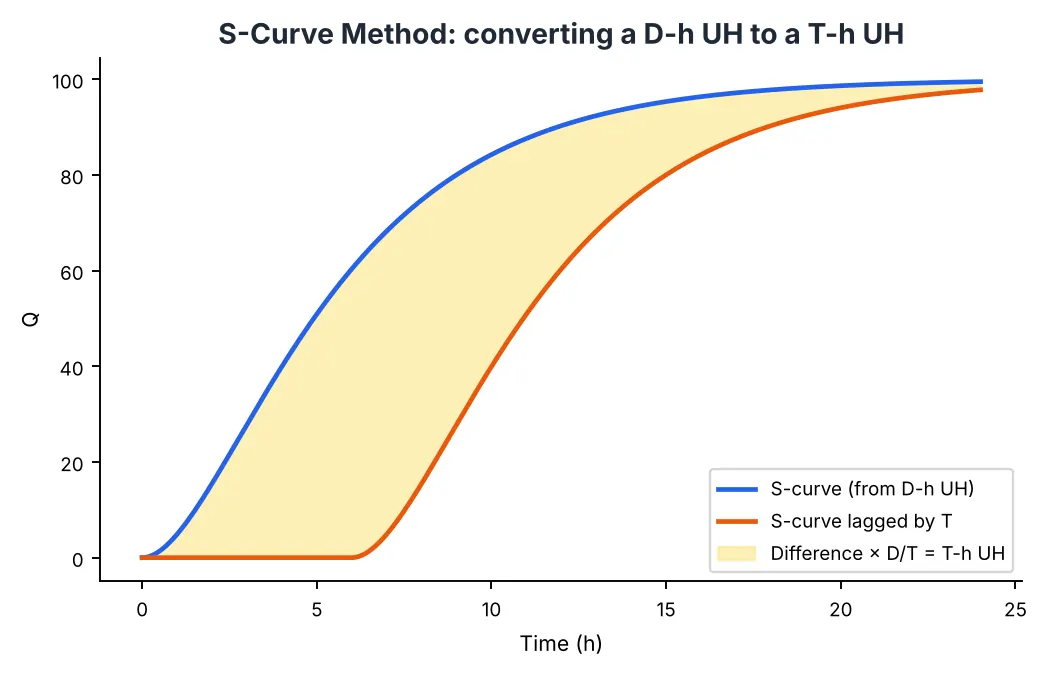 S-Curve Method: converting a D-h UH to a T-h UH
100
80
60
40
20
0
Q
0 5 10 15 20 25
Time (h)
S-curve (from D-h UH)
S-curve lagged by T
Difference × D/T = T-h UH